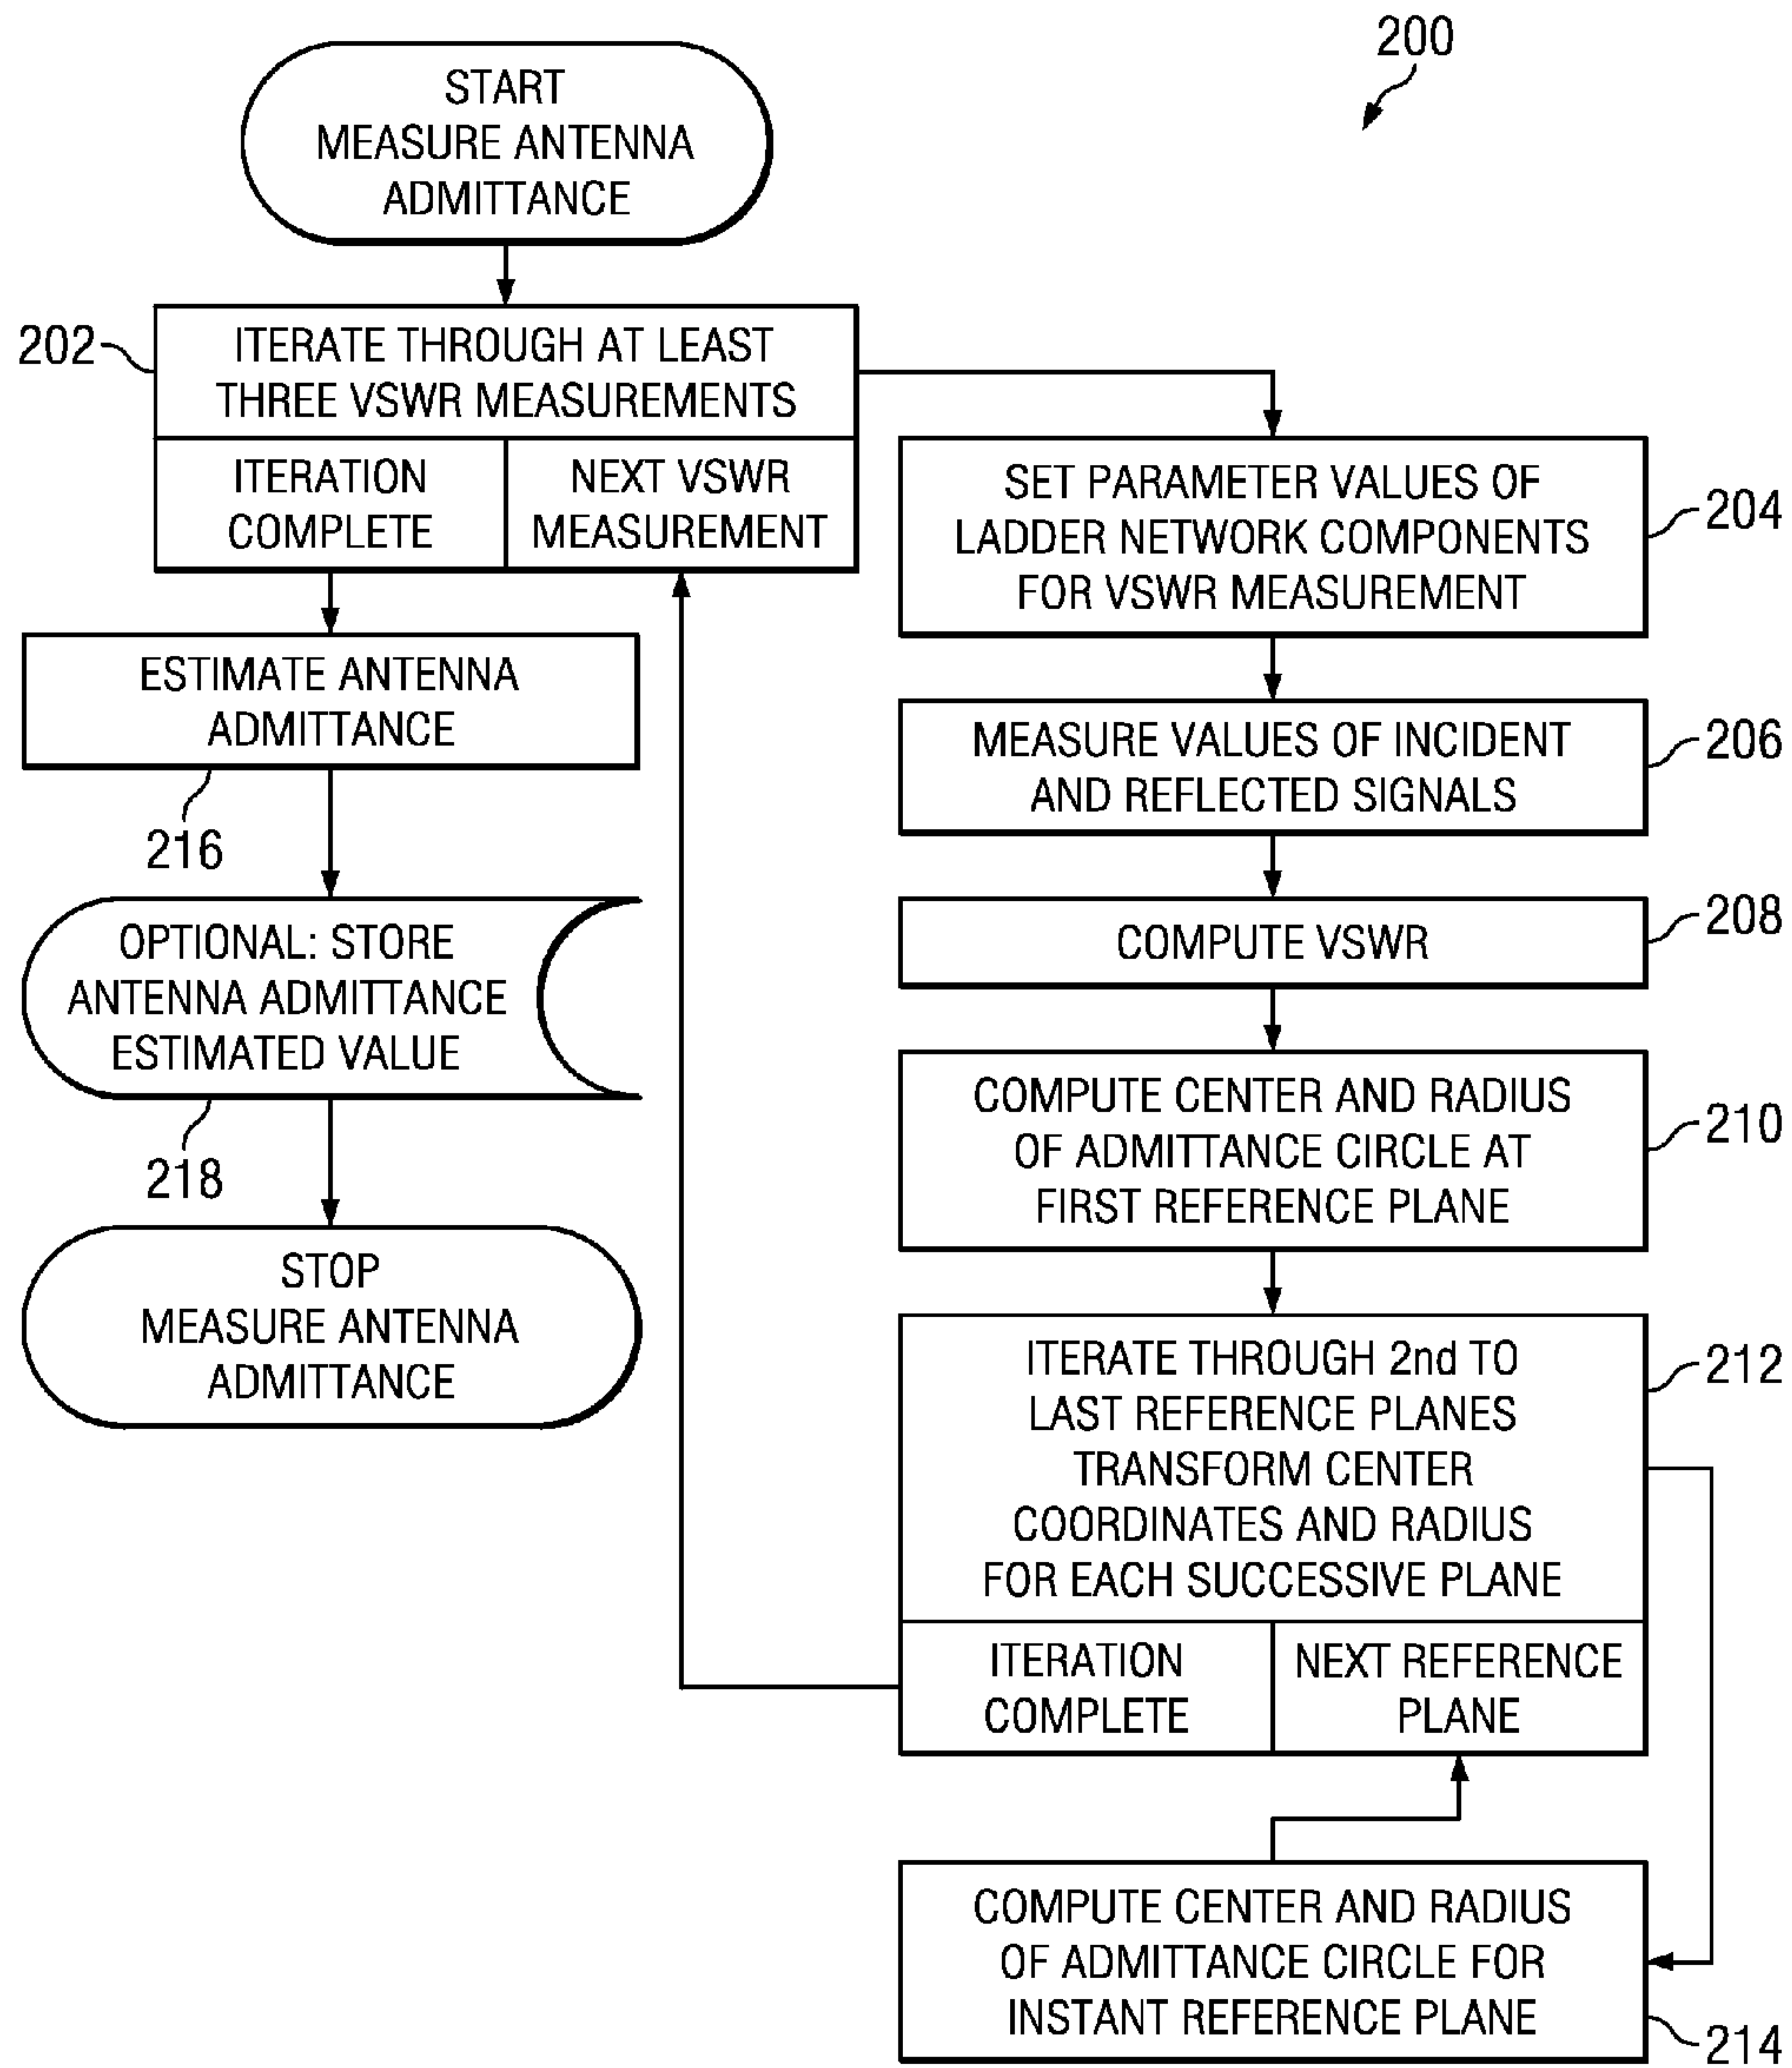 200
START
MEASURE ANTENNA
ADMITTANCE
202
ITERATE THROUGH AT LEAST
THREE VSWR MEASUREMENTS
ITERATION
COMPLETE
NEXT VSWR
MEASUREMENT
ESTIMATE ANTENNA
ADMITTANCE
216
OPTIONAL: STORE
ANTENNA ADMITTANCE
ESTIMATED VALUE
218
STOP
MEASURE ANTENNA
ADMITTANCE
SET PARAMETER VALUES OF
LADDER NETWORK COMPONENTS
FOR VSWR MEASUREMENT
204
MEASURE VALUES OF INCIDENT
AND REFLECTED SIGNALS
206
COMPUTE VSWR
208
COMPUTE CENTER AND RADIUS
OF ADMITTANCE CIRCLE AT
FIRST REFERENCE PLANE
210
ITERATE THROUGH 2nd TO
LAST REFERENCE PLANES
TRANSFORM CENTER
COORDINATES AND RADIUS
FOR EACH SUCCESSIVE PLANE
212
ITERATION
COMPLETE
NEXT REFERENCE
PLANE
COMPUTE CENTER AND RADIUS
OF ADMITTANCE CIRCLE FOR
INSTANT REFERENCE PLANE
214